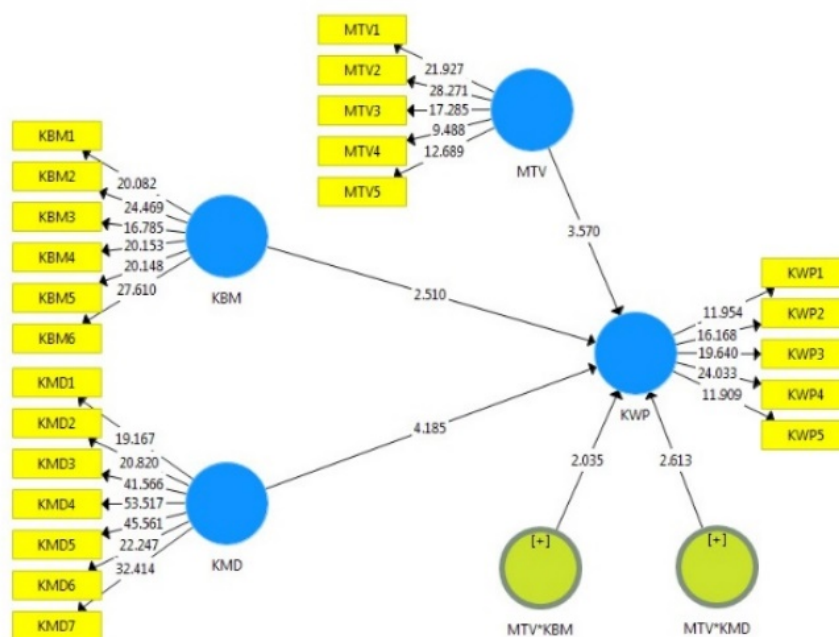 MTV1
MTV2
MTV3
MTV4
MTV5
21.927
28.271
17.285
9.488
12.689
MTV
KBM1
KBM2
KBM3
KBM4
KBM5
KBM6
20.082
24.469
16.785
20.153
20.148
27.610
KBM
3.570
2.510
KMD1
KMD2
KMD3
KMD4
KMD5
KMD6
KMD7
19.167
20.820
41.566
53.517
45.561
22.247
32.414
KMD
4.185
KWP
KWP1
KWP2
KWP3
KWP4
KWP5
11.954
16.168
19.640
24.033
11.909
2.035
2.613
[+]
MTV*KBM
[+]
MTV*KMD